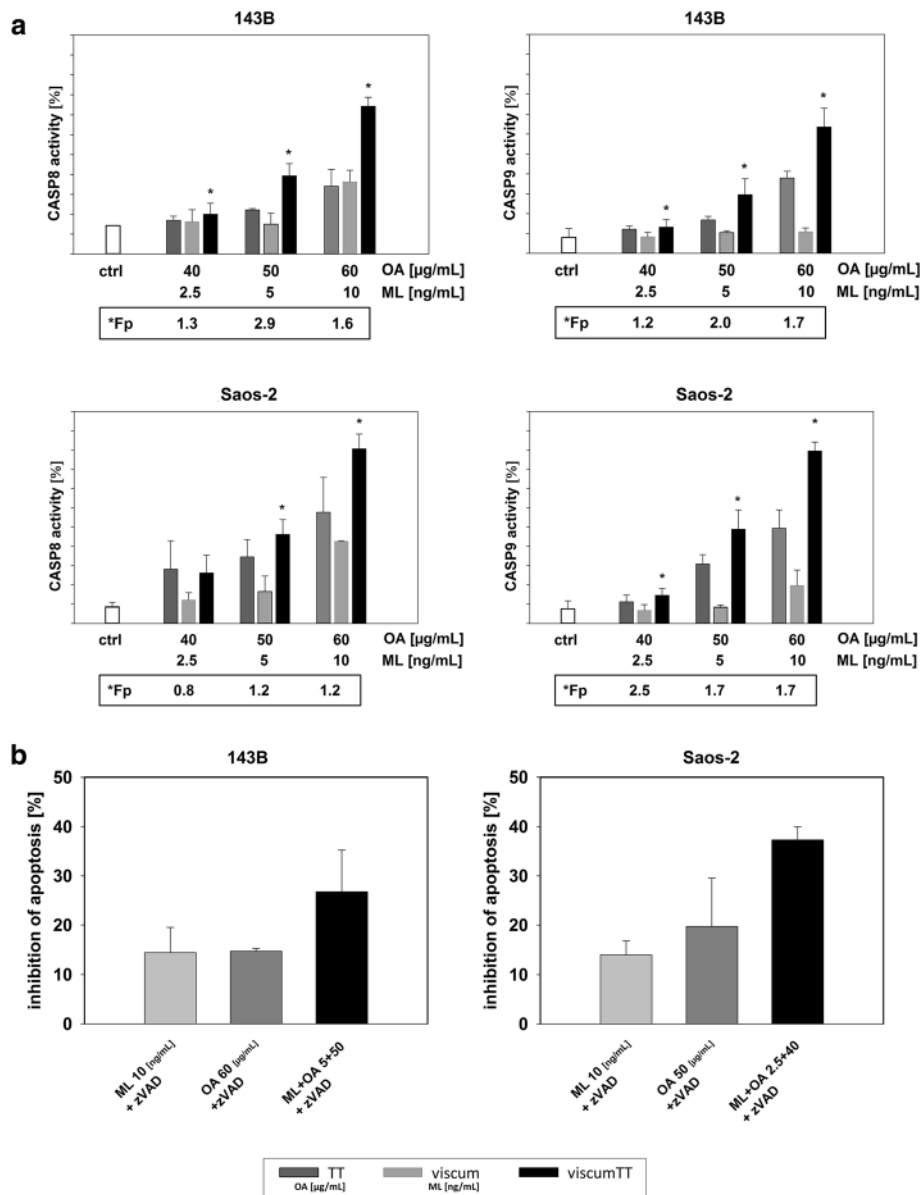 a
143B
CASP8 activity [%]
* * *
ctrl 40 50 60 OA [µg/mL]
2.5 5 10 ML [ng/mL]
*Fp 1.3 2.9 1.6
143B
CASP9 activity [%]
* * *
ctrl 40 50 60 OA [µg/mL]
2.5 5 10 ML [ng/mL]
*Fp 1.2 2.0 1.7
Saos-2
CASP8 activity [%]
* *
ctrl 40 50 60 OA [µg/mL]
2.5 5 10 ML [ng/mL]
*Fp 0.8 1.2 1.2
Saos-2
CASP9 activity [%]
* * *
ctrl 40 50 60 OA [µg/mL]
2.5 5 10 ML [ng/mL]
*Fp 2.5 1.7 1.7
b
143B
inhibition of apoptosis [%]
50
40
30
20
10
0
ML 10 [ng/mL]
+ zVAD
OA 60 [µg/mL]
+zVAD
ML+OA 5+50
+ zVAD
Saos-2
inhibition of apoptosis [%]
50
40
30
20
10
0
ML 10 [ng/mL]
+ zVAD
OA 50 [µg/mL]
+zVAD
ML+OA 2.5+40
+ zVAD
TT viscum viscumTT
OA [µg/mL] ML [ng/mL]